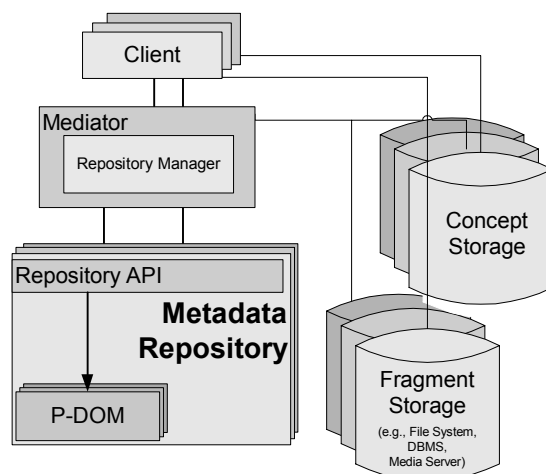 Client
Mediator
Repository Manager
Repository API
Metadata
Repository
P-DOM
Concept
Storage
Fragment
Storage
(e.g., File System,
DBMS,
Media Server)